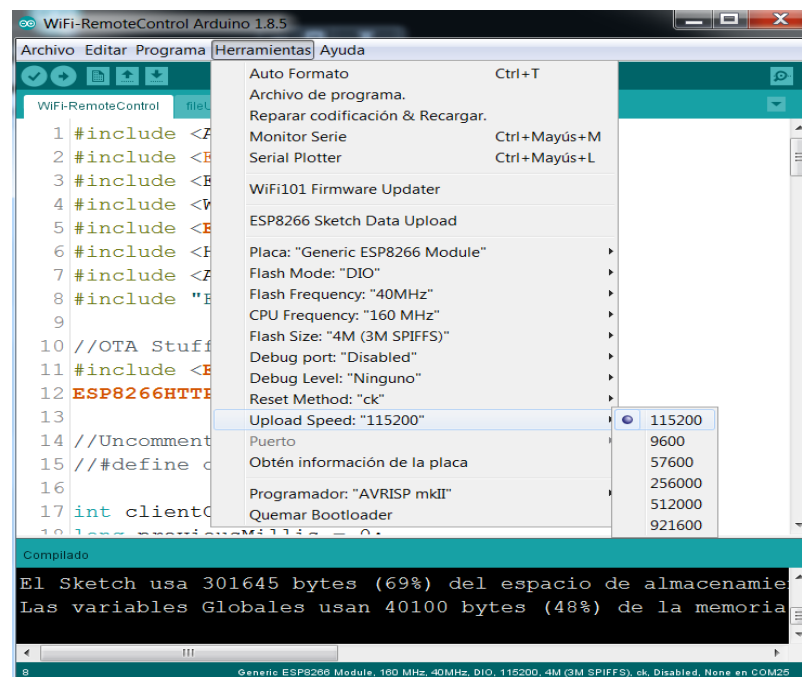 WiFi-RemoteControl Arduino 1.8.5
Archivo Editar Programa Herramientas Ayuda
WiFi-RemoteControl
Auto Formato Ctrl+T
Archivo de programa.
Reparar codificación & Recargar.
Monitor Serie Ctrl+Mayús+M
Serial Plotter Ctrl+Mayús+L
WiFi101 Firmware Updater
ESP8266 Sketch Data Upload
Placa: "Generic ESP8266 Module"
Flash Mode: "DIO"
Flash Frequency: "40MHz"
CPU Frequency: "160 MHz"
Flash Size: "4M (3M SPIFFS)"
Debug port: "Disabled"
Debug Level: "Ninguno"
Reset Method: "ck"
Upload Speed: "115200"
Puerto
Obtén información de la placa
Programador: "AVRISP mkII"
Quemar Bootloader
115200
9600
57600
256000
512000
921600
1 #include <A
2 #include <E
3 #include <E
4 #include <W
5 #include <E
6 #include <H
7 #include <A
8 #include "E
9
10 //OTA Stuff
11 #include <E
12 ESP8266HTTP
13
14 //Uncomment
15 //#define
16
17 int client
18 long previousMillis = 0;
Compilado
El Sketch usa 301645 bytes (69%) del espacio de almacenamie
Las variables Globales usan 40100 bytes (48%) de la memoria
8 Generic ESP8266 Module, 160 MHz, 40MHz, DIO, 115200, 4M (3M SPIFFS), ck, Disabled, None en COM25